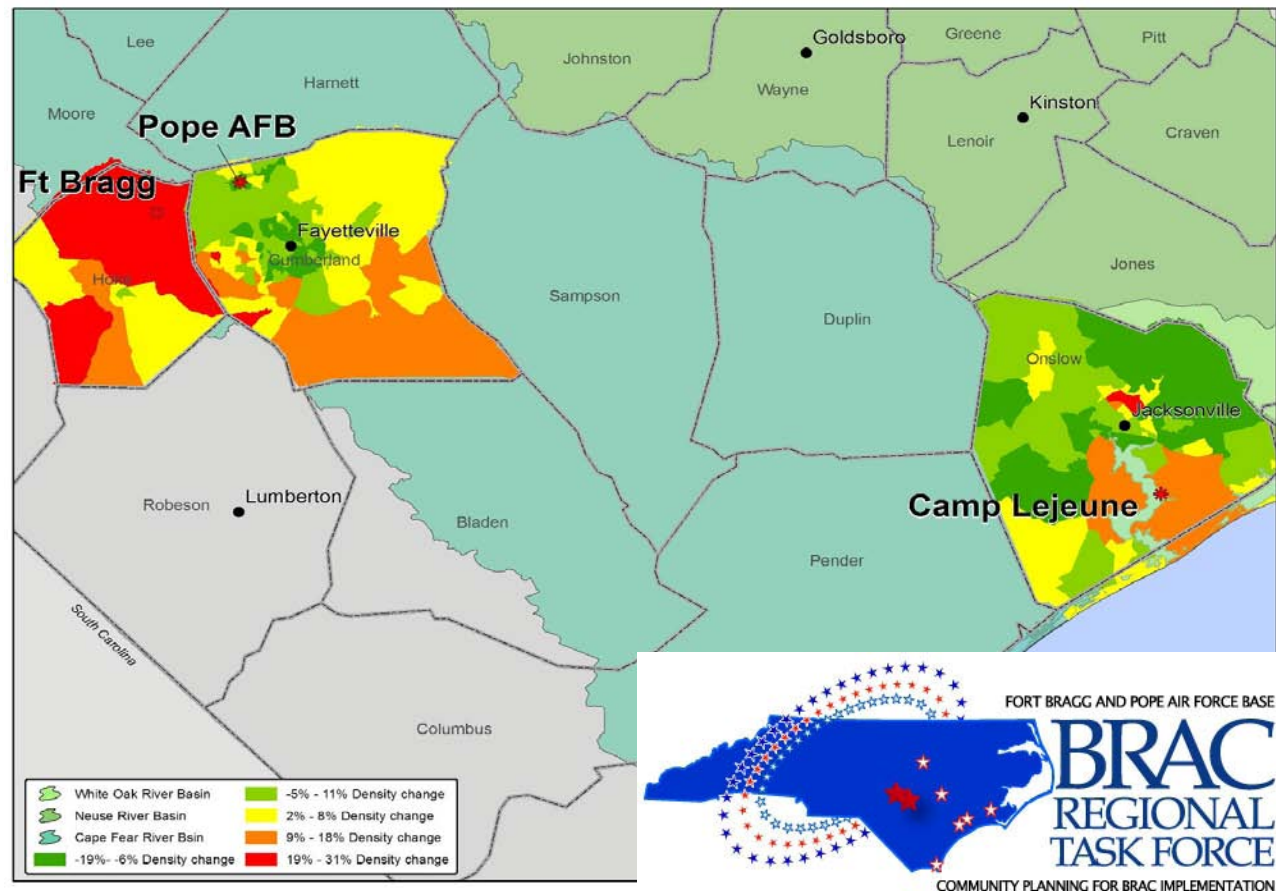 Lee
Johnston
Goldsboro
Greene
Pitt
Harnett
Wayne
Moore
Kinston
Pope AFB
Lenoir
Craven
Ft Bragg
Fayetteville
Cumberland
Hoke
Jones
Sampson
Duplin
Onslow
Jacksonville
Robeson
Lumberton
Camp Lejeune
Bladen
Pender
South Carolina
Columbus
White Oak River Basin
Neuse River Basin
Cape Fear River Bsin
-19%- -6% Density change
-5% - 11% Density change
2% - 8% Density change
9% - 18% Density change
19% - 31% Density change
FORT BRAGG AND POPE AIR FORCE BASE
BRAC
REGIONAL
TASK FORCE
COMMUNITY PLANNING FOR BRAC IMPLEMENTATION